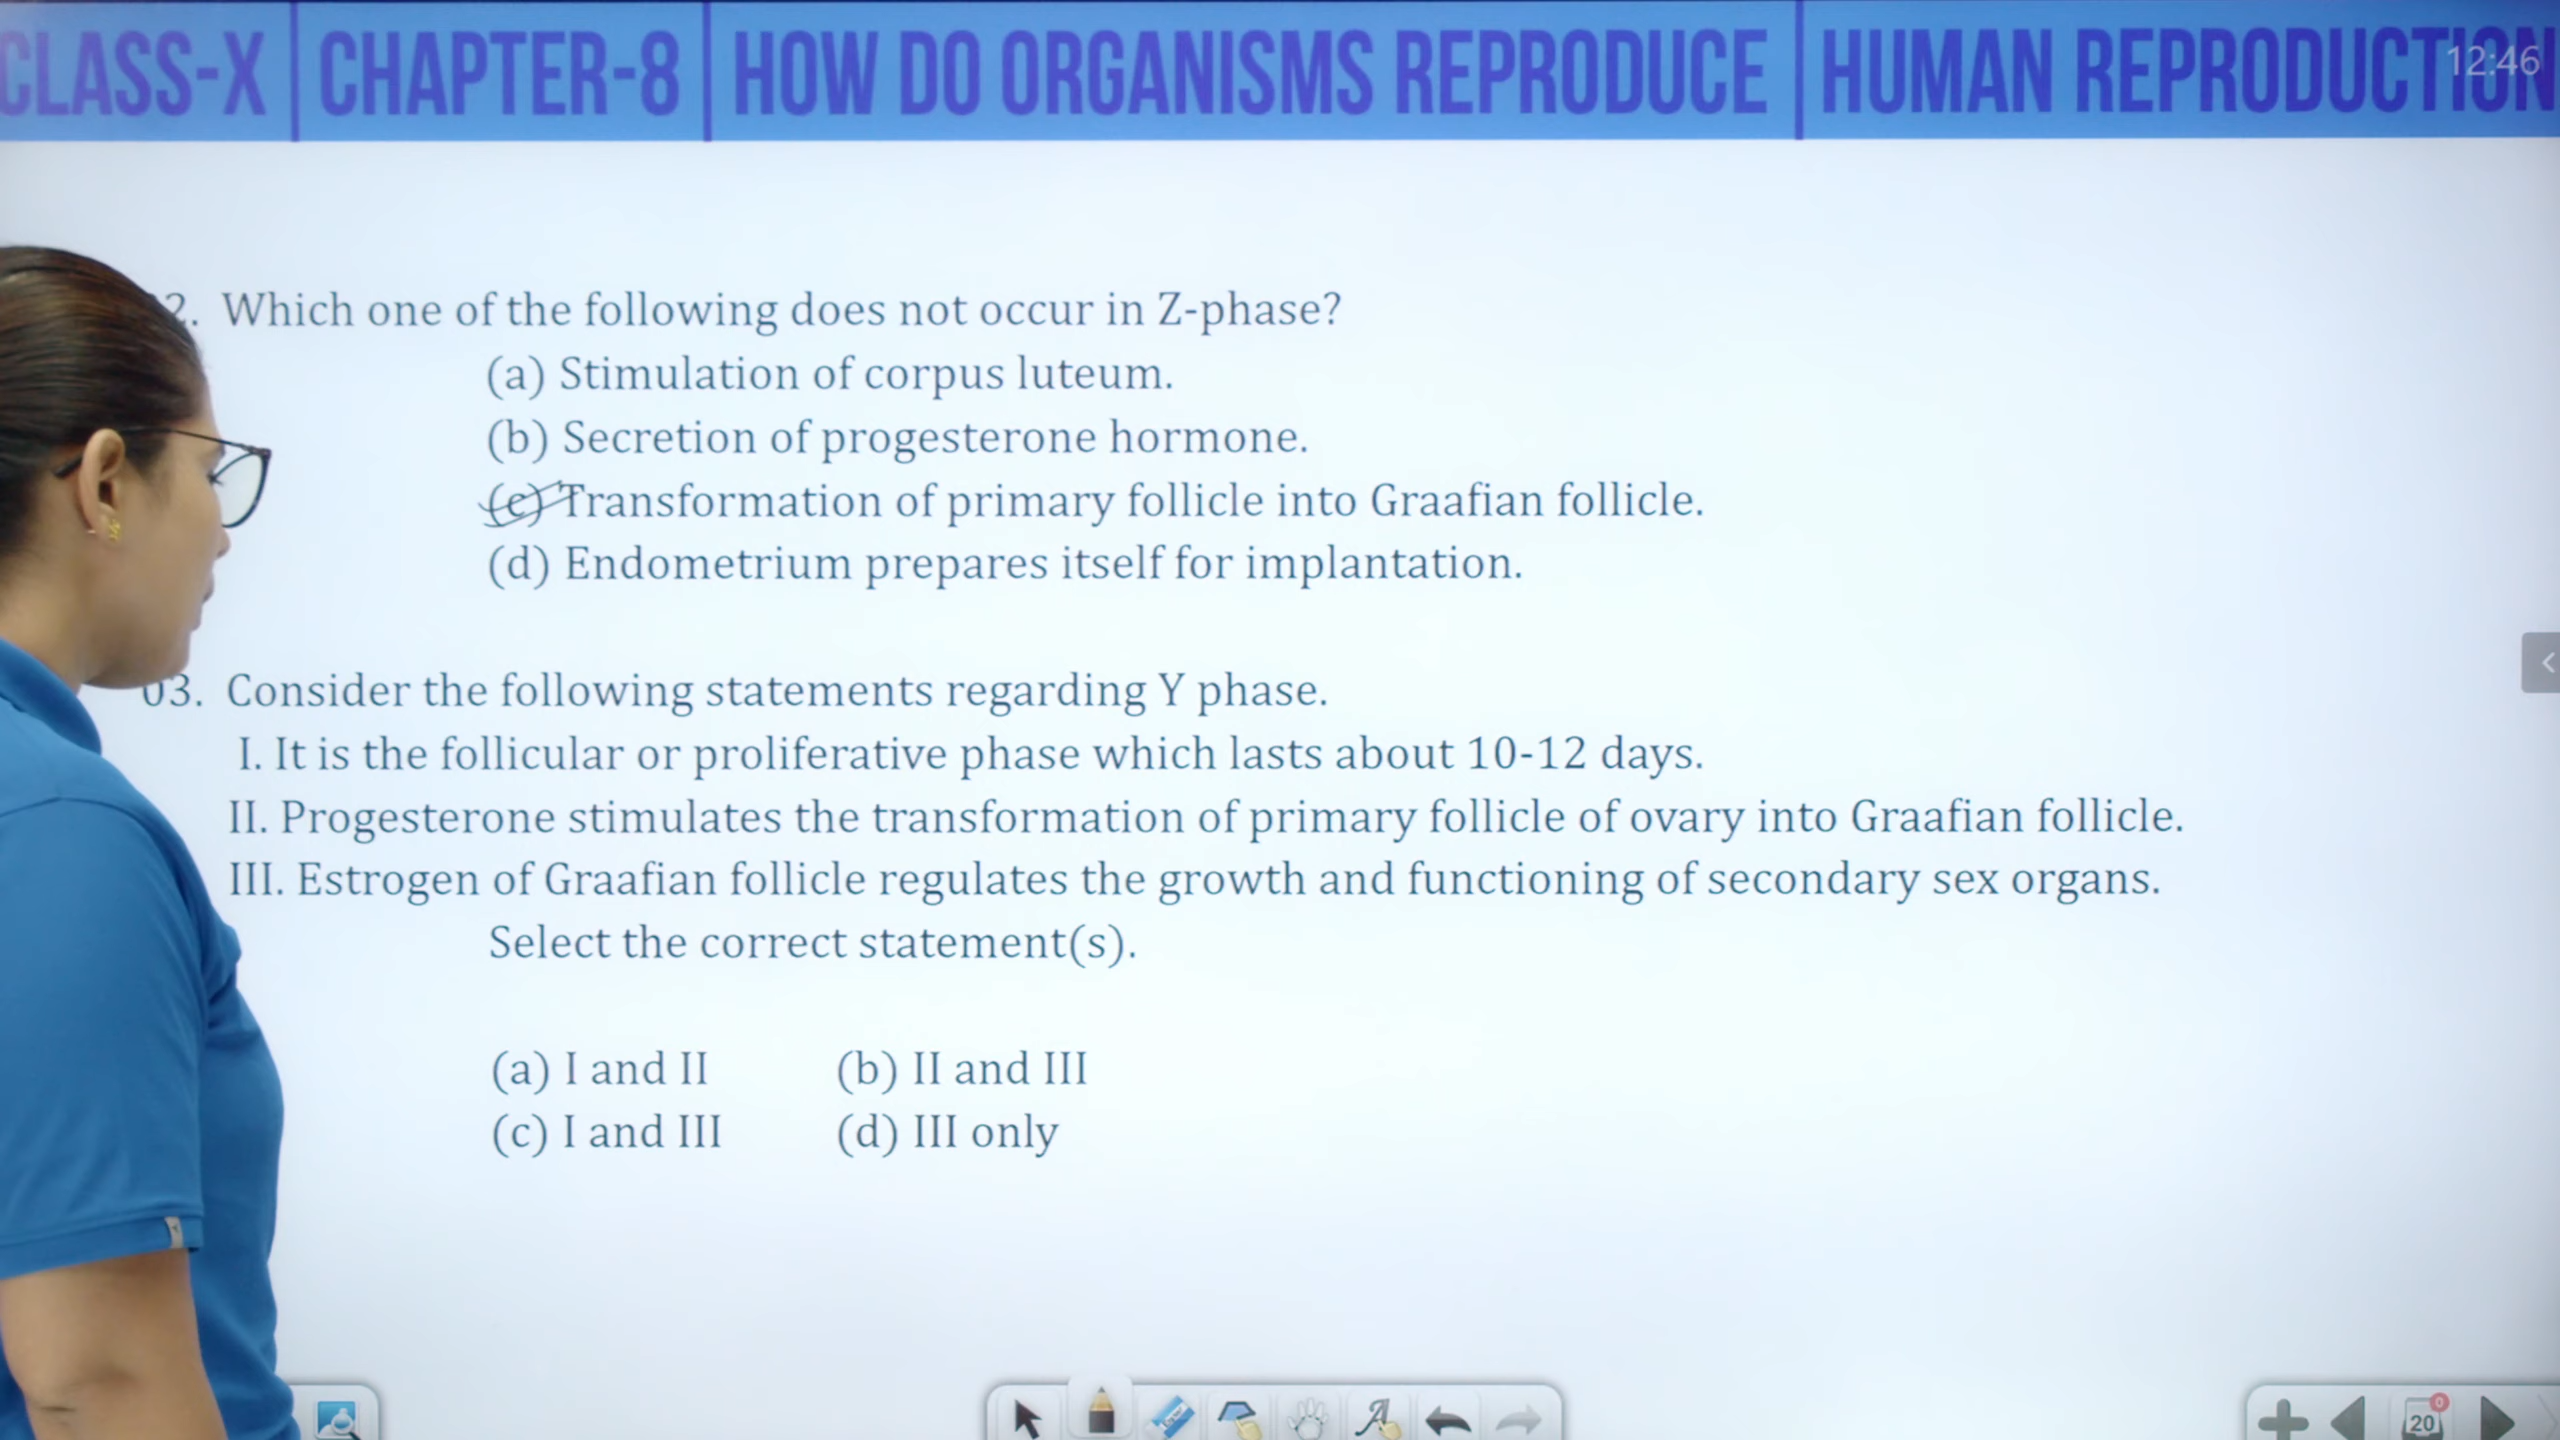 CLASS-X | CHAPTER-8 | HOW DO ORGANISMS REPRODUCE | HUMAN REPRODUCTION
12:46
2. Which one of the following does not occur in Z-phase?
(a) Stimulation of corpus luteum.
(b) Secretion of progesterone hormone.
(c) Transformation of primary follicle into Graafian follicle.
(d) Endometrium prepares itself for implantation.
03. Consider the following statements regarding Y phase.
I. It is the follicular or proliferative phase which lasts about 10-12 days.
II. Progesterone stimulates the transformation of primary follicle of ovary into Graafian follicle.
III. Estrogen of Graafian follicle regulates the growth and functioning of secondary sex organs.
Select the correct statement(s).
(a) I and II (b) II and III
(c) I and III (d) III only
20
0